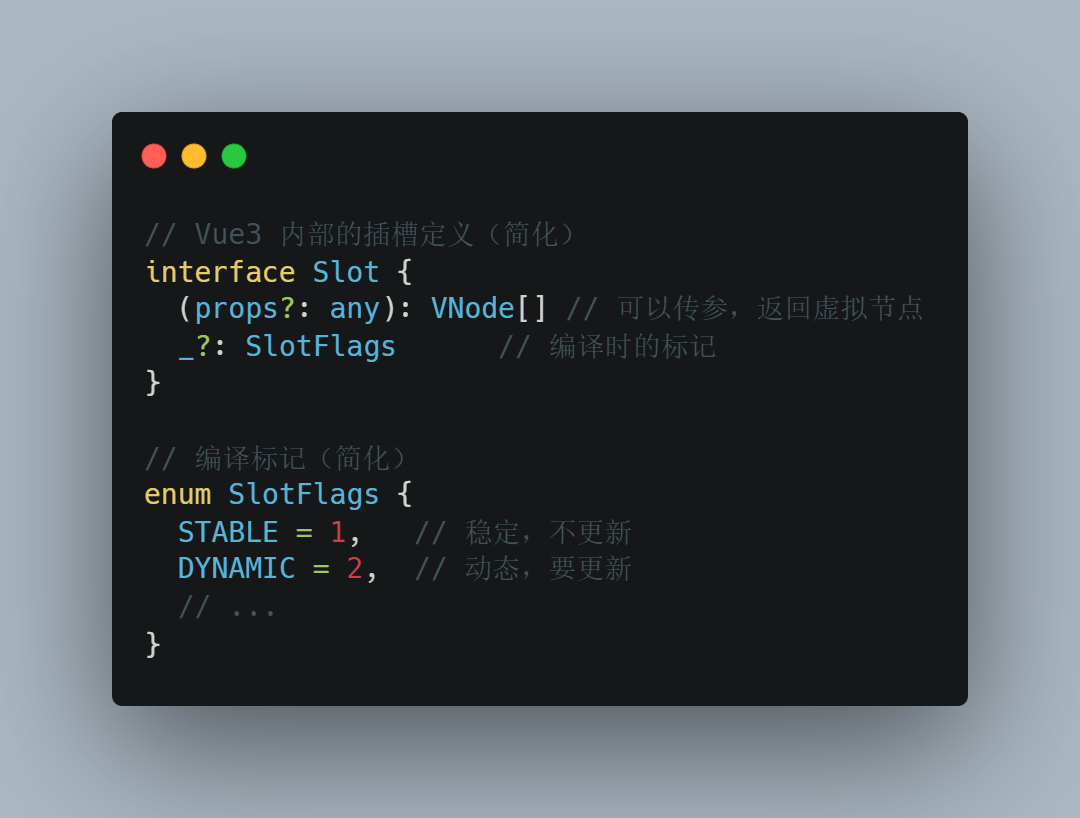 // Vue3 内部的插槽定义（简化）
interface Slot {
  (props?: any): VNode[] // 可以传参，返回虚拟节点
  _?: SlotFlags      // 编译时的标记
}

// 编译标记（简化）
enum SlotFlags {
  STABLE = 1,   // 稳定，不更新
  DYNAMIC = 2,  // 动态，要更新
  // ...
}